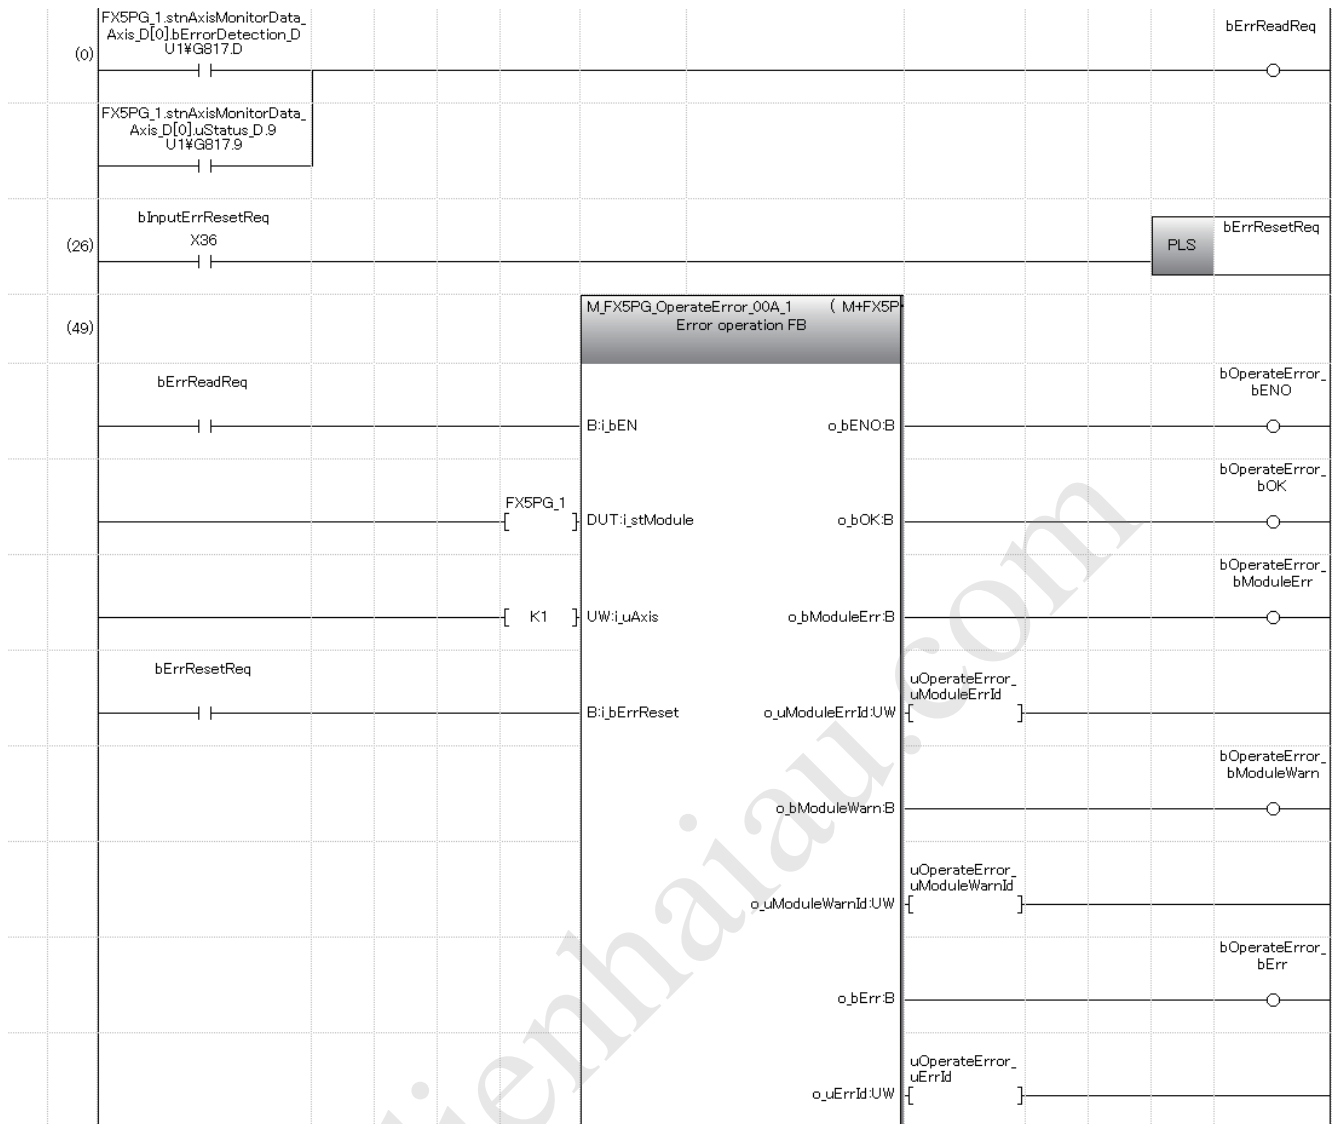 FX5PG_1.stnAxisMonitorData_
Axis_D[0].bErrorDetection_D
U1¥G817.D
bErrReadReq
(0)
FX5PG_1.stnAxisMonitorData_
Axis_D[0].uStatus_D.9
U1¥G817.9
bInputErrResetReq
X36
(26)
PLS
bErrResetReq
(49)
M_FX5PG_OperateError_00A_1 ( M+FX5P
Error operation FB
bErrReadReq
B:i_bEN
o_bENO:B
bOperateError_
bENO
FX5PG_1
DUT:i_stModule
o_bOK:B
bOperateError_
bOK
K1
UW:i_uAxis
o_bModuleErr:B
bOperateError_
bModuleErr
bErrResetReq
B:i_bErrReset
o_uModuleErrId:UW
uOperateError_
uModuleErrId
o_bModuleWarn:B
bOperateError_
bModuleWarn
o_uModuleWarnId:UW
uOperateError_
uModuleWarnId
o_bErr:B
bOperateError_
bErr
o_uErrId:UW
uOperateError_
uErrId
dienhaiau.com